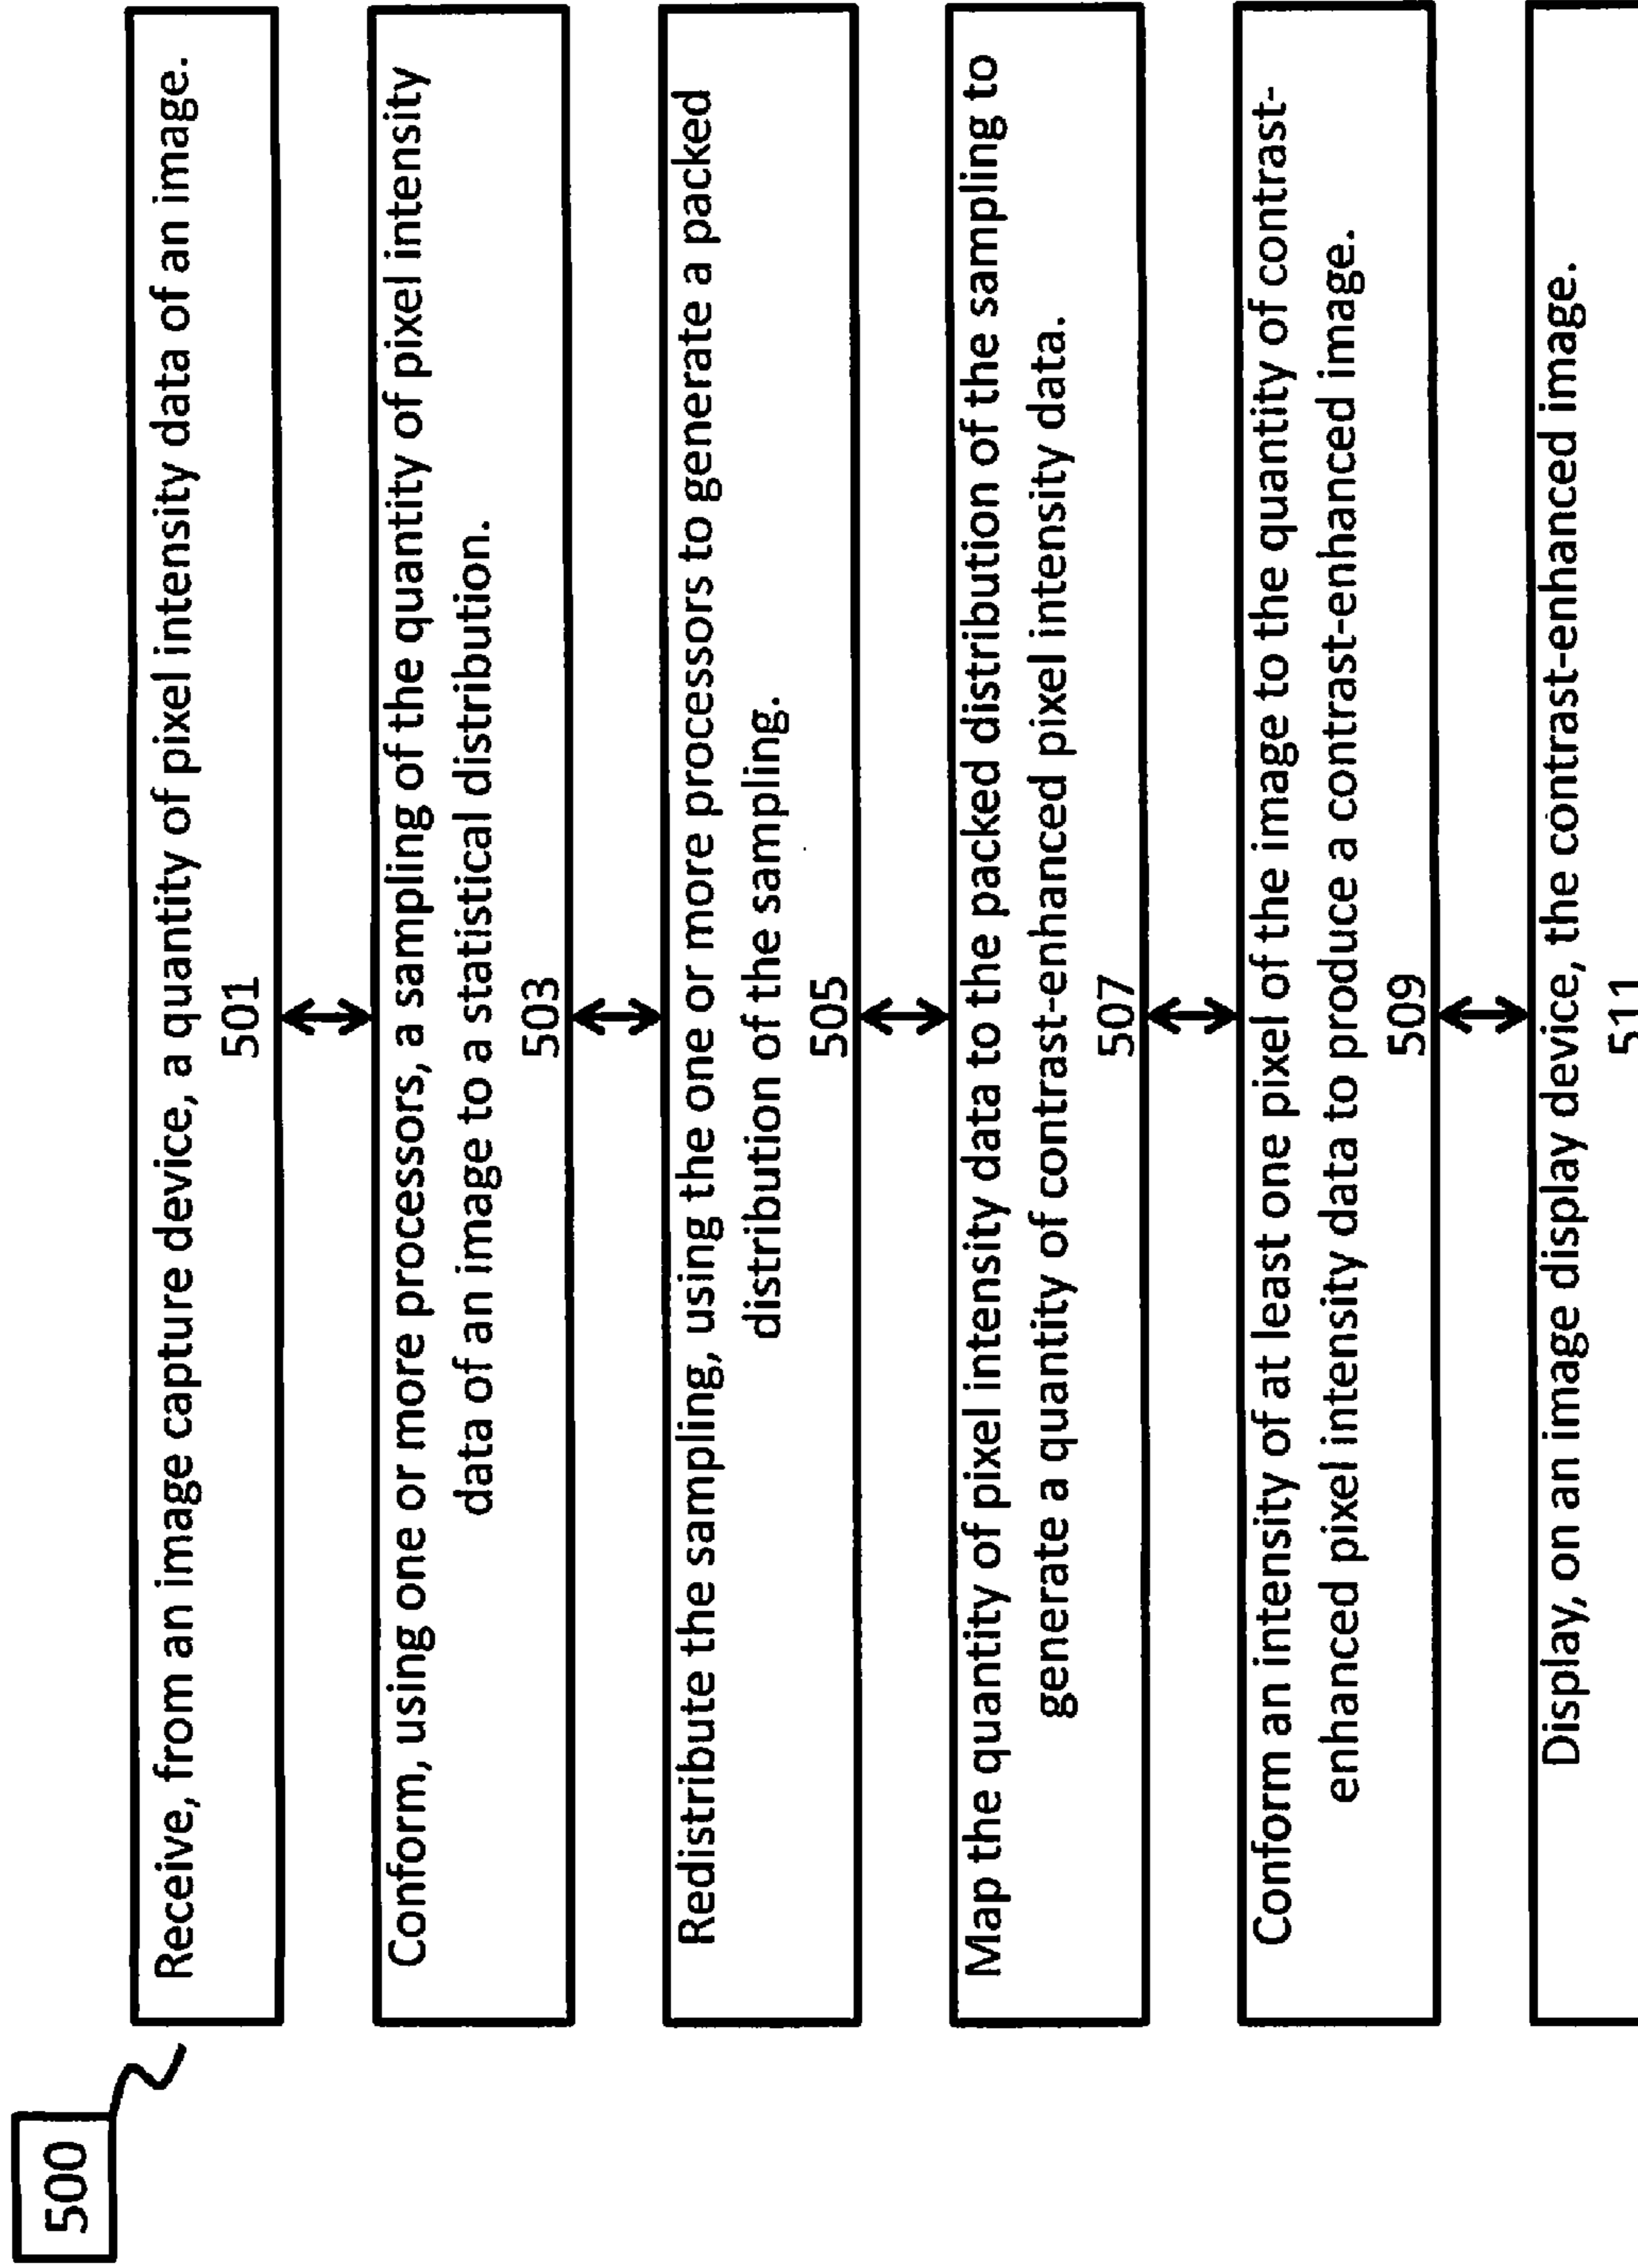 500
Receive, from an image capture device, a quantity of pixel intensity data of an image.
501
Conform, using one or more processors, a sampling of the quantity of pixel intensity
data of an image to a statistical distribution.
503
Redistribute the sampling, using the one or more processors to generate a packed
distribution of the sampling.
505
Map the quantity of pixel intensity data to the packed distribution of the sampling to
generate a quantity of contrast-enhanced pixel intensity data.
507
Conform an intensity of at least one pixel of the image to the quantity of contrast-
enhanced pixel intensity data to produce a contrast-enhanced image.
509
Display, on an image display device, the contrast-enhanced image.
511